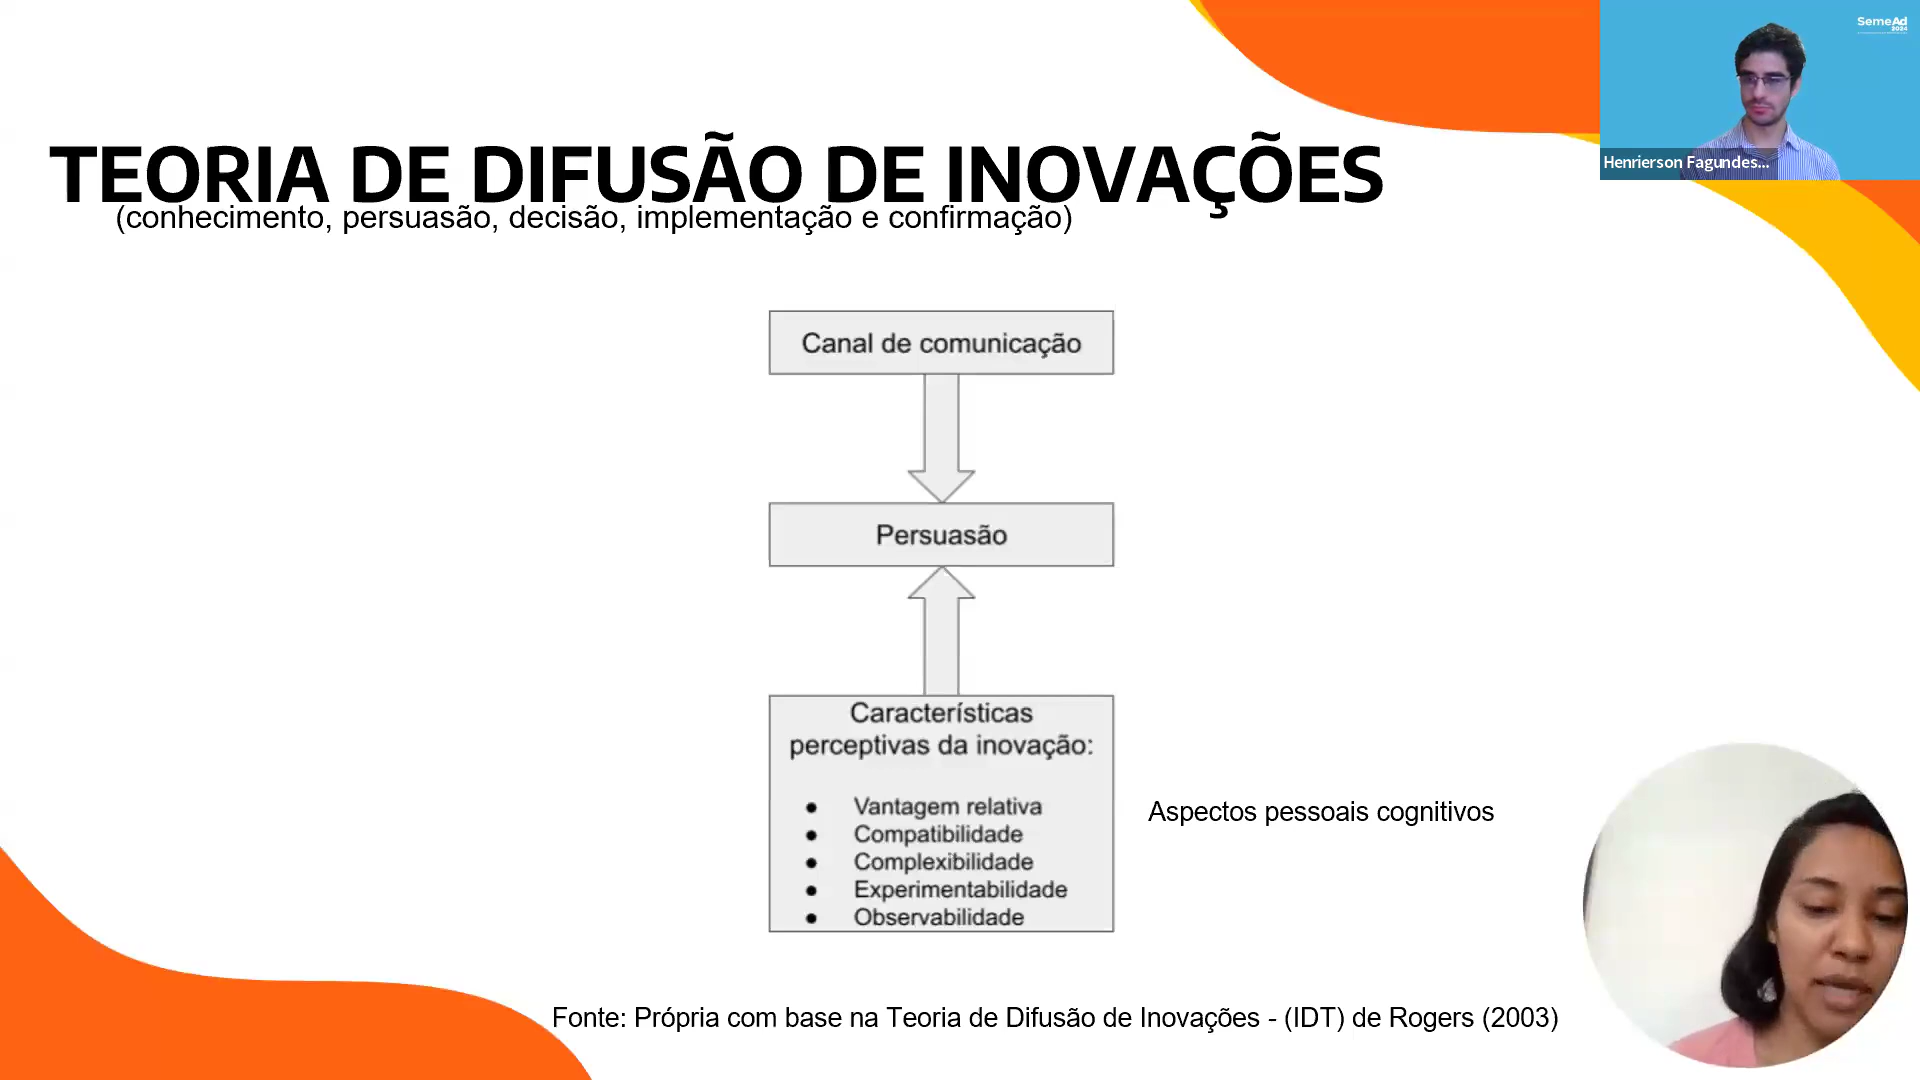 SemeAd
2024
Henrierson Fagundes...
TEORIA DE DIFUSÃO DE INOVAÇÕES
(conhecimento, persuasão, decisão, implementação e confirmação)
Canal de comunicação
Persuasão
Características
perceptivas da inovação:
● Vantagem relativa
● Compatibilidade
● Complexibilidade
● Experimentabilidade
● Observabilidade
Aspectos pessoais cognitivos
Fonte: Própria com base na Teoria de Difusão de Inovações - (IDT) de Rogers (2003)